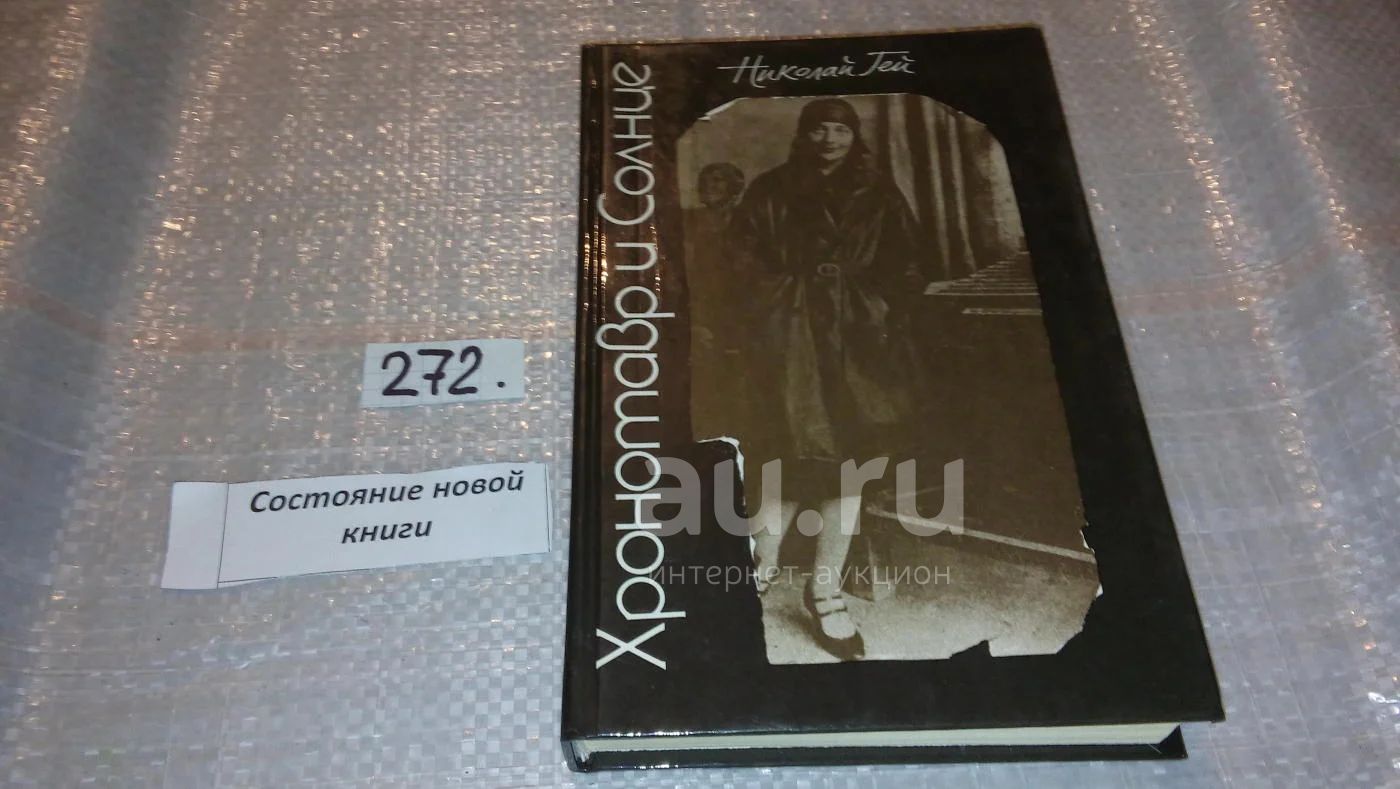 Николай Гей
Хронотавр и Солнце
272.
Состояние новой
книги
au.ru
интернет-аукцион